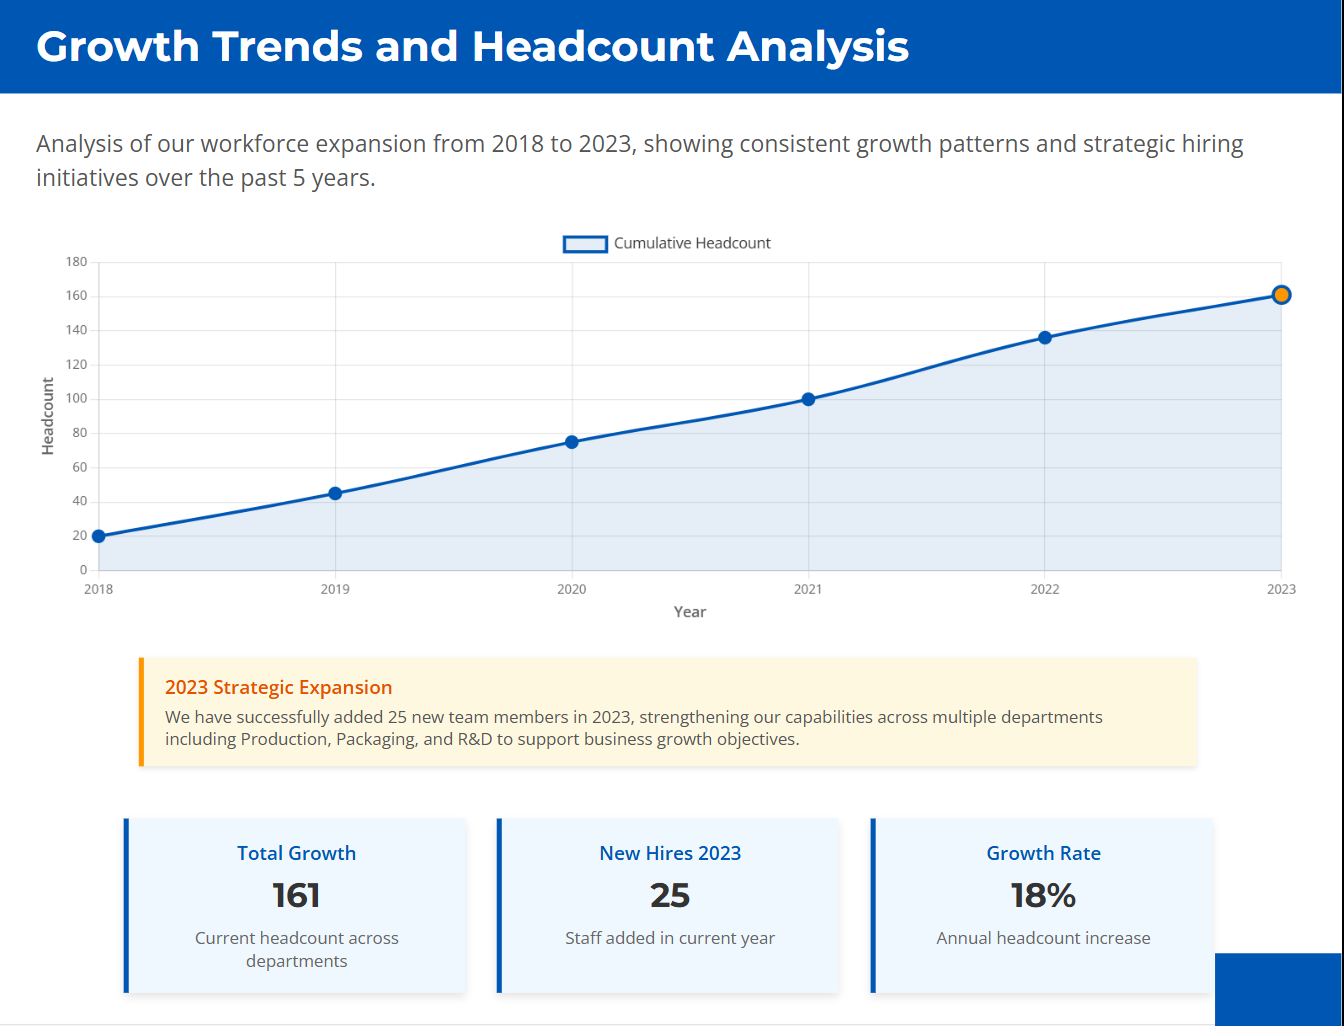 Growth Trends and Headcount Analysis
Analysis of our workforce expansion from 2018 to 2023, showing consistent growth patterns and strategic hiring
initiatives over the past 5 years.
Cumulative Headcount
180
160
140
120
100
80
60
40
20
0
Headcount
2018
2019
2020
2021
2022
2023
Year
2023 Strategic Expansion
We have successfully added 25 new team members in 2023, strengthening our capabilities across multiple departments
including Production, Packaging, and R&D to support business growth objectives.
Total Growth
161
Current headcount across
departments
New Hires 2023
25
Staff added in current year
Growth Rate
18%
Annual headcount increase